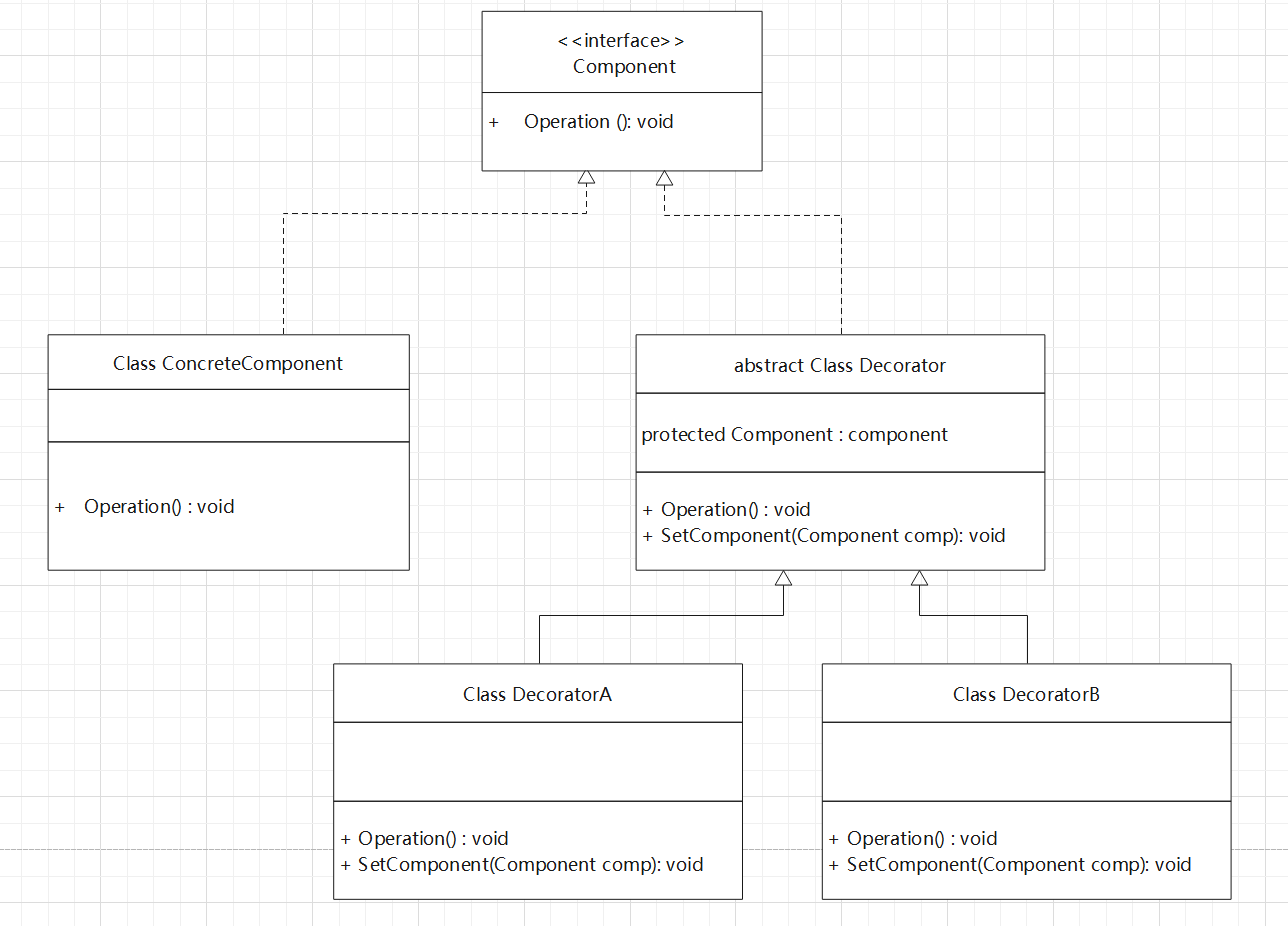 <<interface>>
Component
+ Operation (): void
Class ConcreteComponent
+ Operation() : void
abstract Class Decorator
protected Component : component
+ Operation() : void
+ SetComponent(Component comp): void
Class DecoratorA
+ Operation() : void
+ SetComponent(Component comp): void
Class DecoratorB
+ Operation() : void
+ SetComponent(Component comp): void